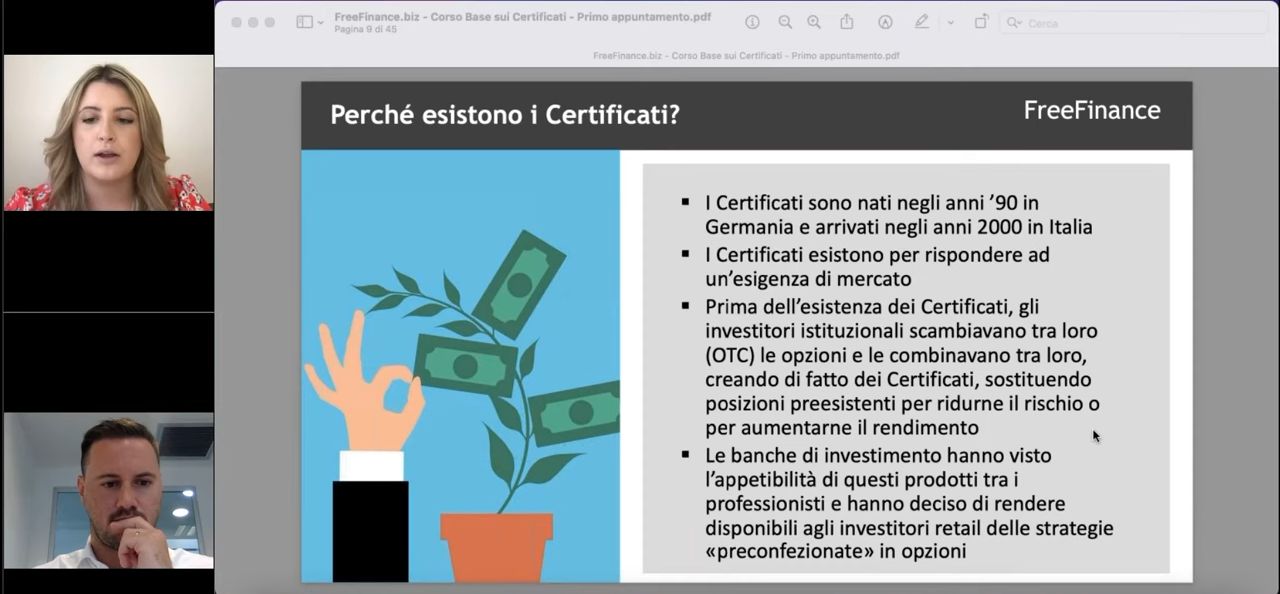 FreeFinance.biz - Corso Base sui Certificati - Primo appuntamento.pdf
Pagina 9 di 45
Cerca
FreeFinance.biz - Corso Base sui Certificati - Primo appuntamento.pdf
Perché esistono i Certificati?
FreeFinance
▪ I Certificati sono nati negli anni ’90 in
Germania e arrivati negli anni 2000 in Italia
▪ I Certificati esistono per rispondere ad
un’esigenza di mercato
▪ Prima dell’esistenza dei Certificati, gli
investitori istituzionali scambiavano tra loro
(OTC) le opzioni e le combinavano tra loro,
creando di fatto dei Certificati, sostituendo
posizioni preesistenti per ridurne il rischio o
per aumentarne il rendimento
▪ Le banche di investimento hanno visto
l’appetibilità di questi prodotti tra i
professionisti e hanno deciso di rendere
disponibili agli investitori retail delle strategie
«preconfezionate» in opzioni